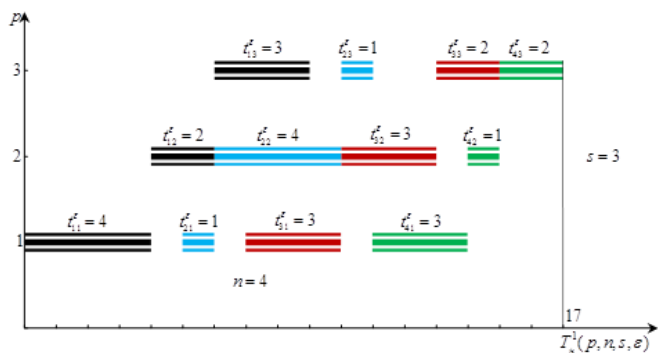 p
t^ε_13 = 3 t^ε_23 = 1 t^ε_33 = 2 t^ε_43 = 2
3
t^ε_12 = 2 t^ε_22 = 4 t^ε_32 = 3 t^ε_42 = 1
2 s = 3
t^ε_11 = 4 t^ε_21 = 1 t^ε_31 = 3 t^ε_41 = 3
1
n = 4
17
T^1_н(p, n, s, ε)